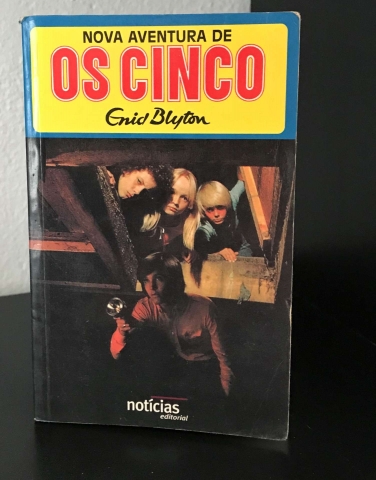 NOVA AVENTURA DE
OS CINCO
Enid Blyton
notícias
editorial